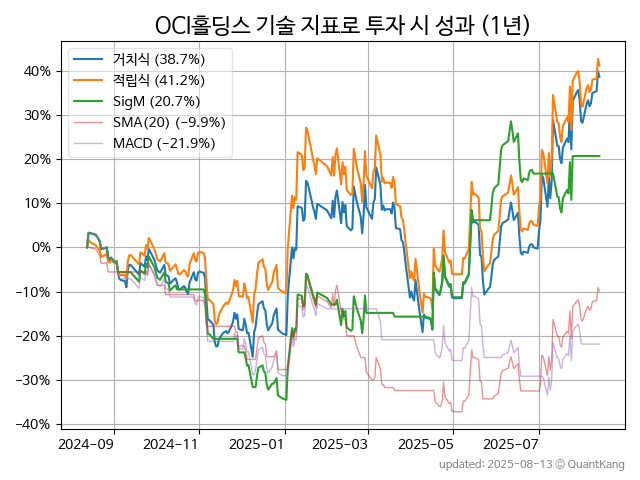 OCI홀딩스 기술 지표로 투자 시 성과 (1년)
거치식 (38.7%)
적립식 (41.2%)
SigM (20.7%)
SMA(20) (−9.9%)
MACD (−21.9%)
40%
30%
20%
10%
0%
−10%
−20%
−30%
−40%
2024-09 2024-11 2025-01 2025-03 2025-05 2025-07
updated: 2025-08-13 © QuantKang